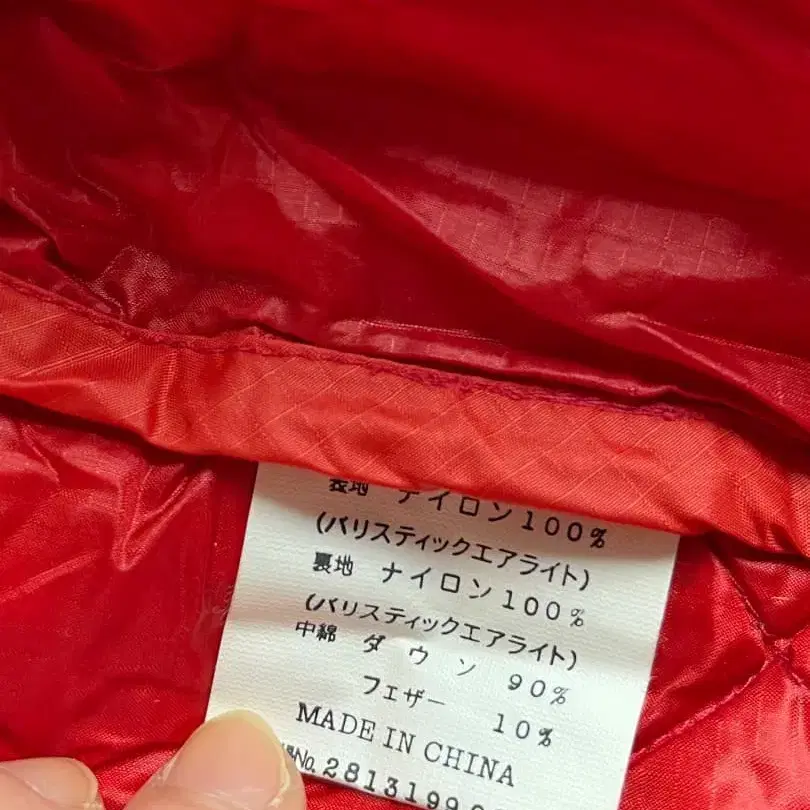 表地 ナイロン100%
(バリスティックエアライト)
裏地 ナイロン100%
(バリスティックエアライト)
中綿 ダウン 90%
フェザー 10%
MADE IN CHINA
No.2813199